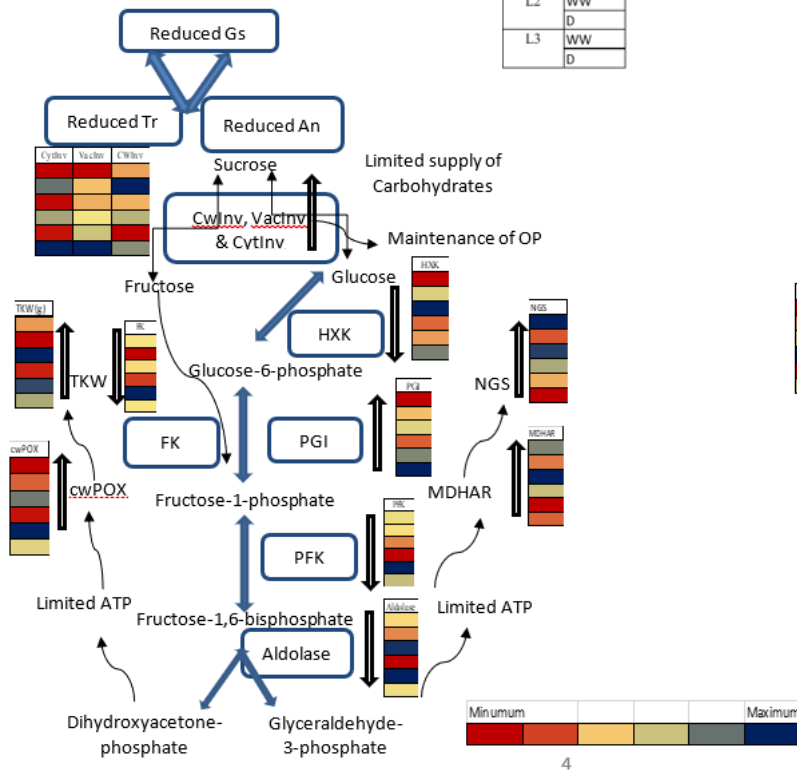 L2 WW
D
L3 WW
D
Reduced Gs
Reduced Tr
Reduced An
CytInv VacInv CWInv
Sucrose
Limited supply of
Carbohydrates
CwInv, VacInv
& CytInv
Maintenance of OP
Fructose
Glucose
HXK
HXK
TKW(g)
FK
NGS
TKW
Glucose-6-phosphate
NGS
PGI
FK
PGI
MDHAR
cwPOX
cwPOX
Fructose-1-phosphate
MDHAR
PFK
PFK
Limited ATP
Fructose-1,6-bisphosphate
Limited ATP
Aldolase
Aldolase
Dihydroxyacetone-
phosphate
Glyceraldehyde-
3-phosphate
Minumum
Maximum
4